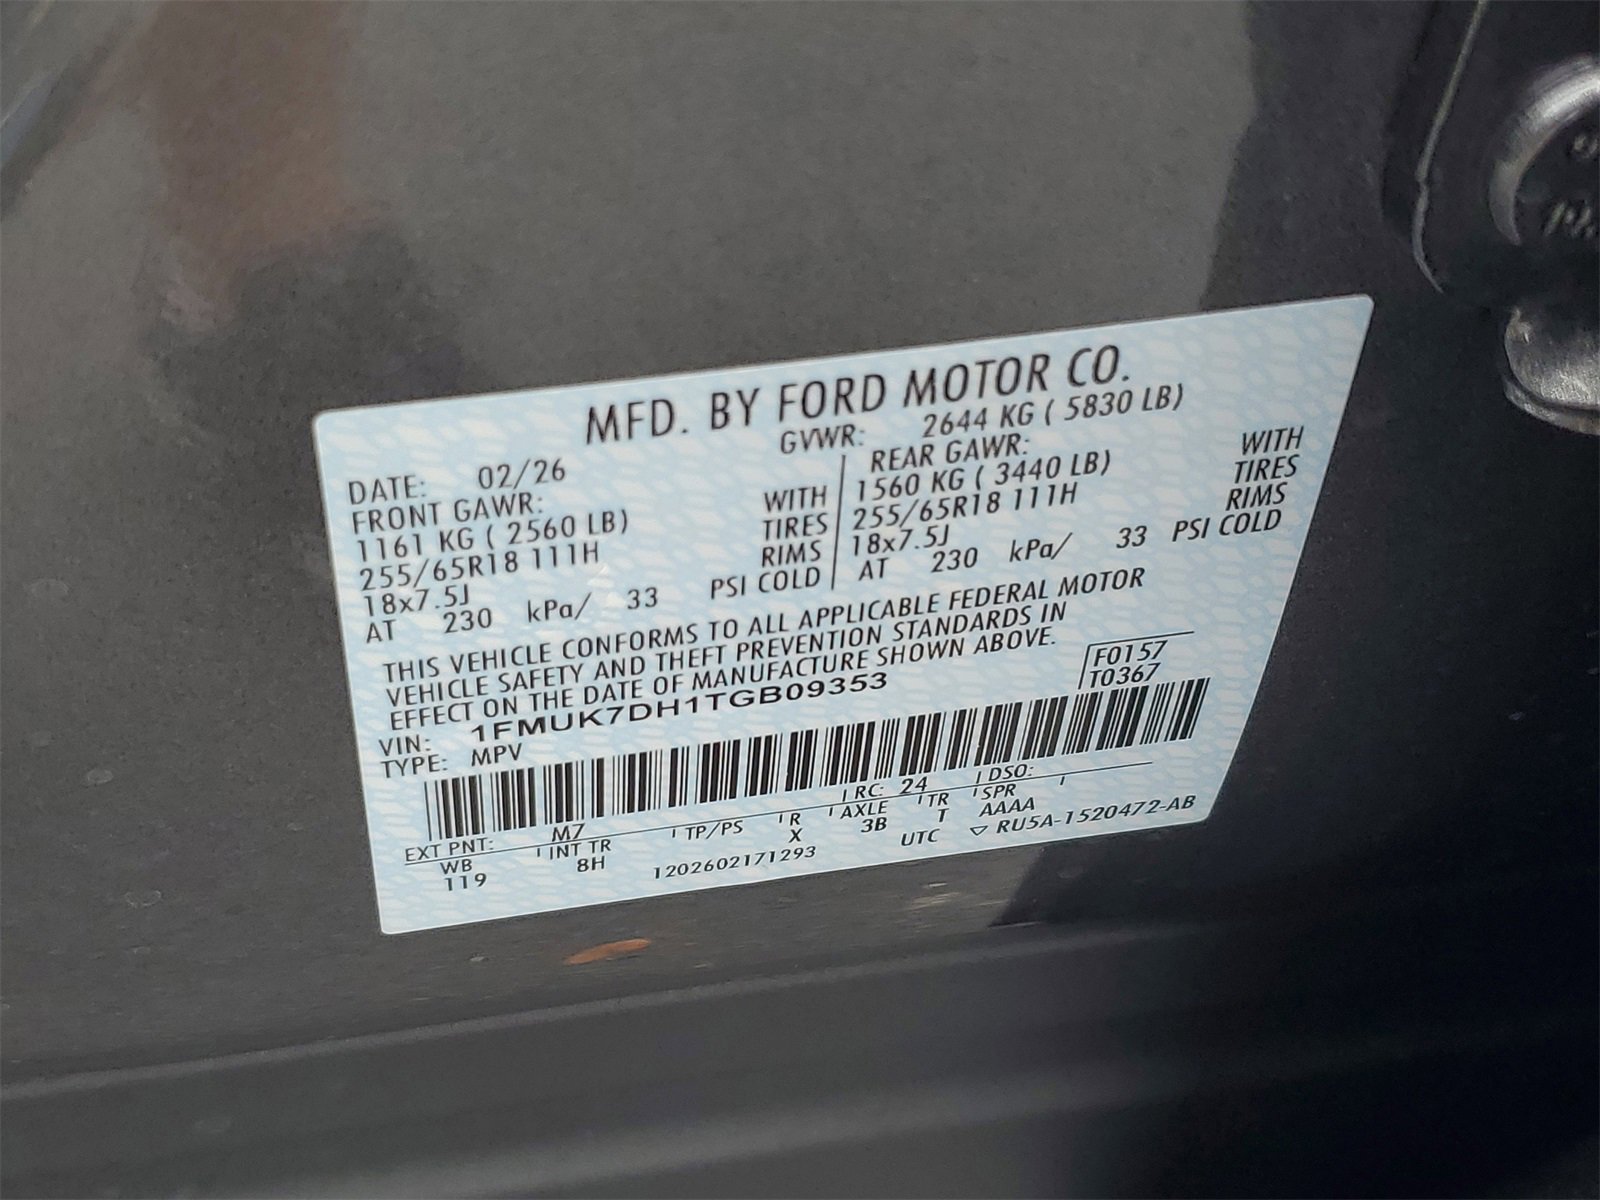 MFD. BY FORD MOTOR CO.
DATE: 02/26 GVWR: 2644 KG ( 5830 LB)
FRONT GAWR: REAR GAWR:
1161 KG ( 2560 LB) WITH 1560 KG ( 3440 LB) WITH
255/65R18 111H TIRES 255/65R18 111H TIRES
18x7.5J RIMS 18x7.5J RIMS
AT 230 kPa/ 33 PSI COLD AT 230 kPa/ 33 PSI COLD
THIS VEHICLE CONFORMS TO ALL APPLICABLE FEDERAL MOTOR
VEHICLE SAFETY AND THEFT PREVENTION STANDARDS IN
EFFECT ON THE DATE OF MANUFACTURE SHOWN ABOVE.
F0157
T0367
VIN: 1FMUK7DH1TGB09353
TYPE: MPV
EXT PNT: M7 RC: 24 DSO:
WB INT TR TP/PS R AXLE TR SPR
119 8H X 3B T AAAA
1202602171293 UTC RU5A-1520472-AB